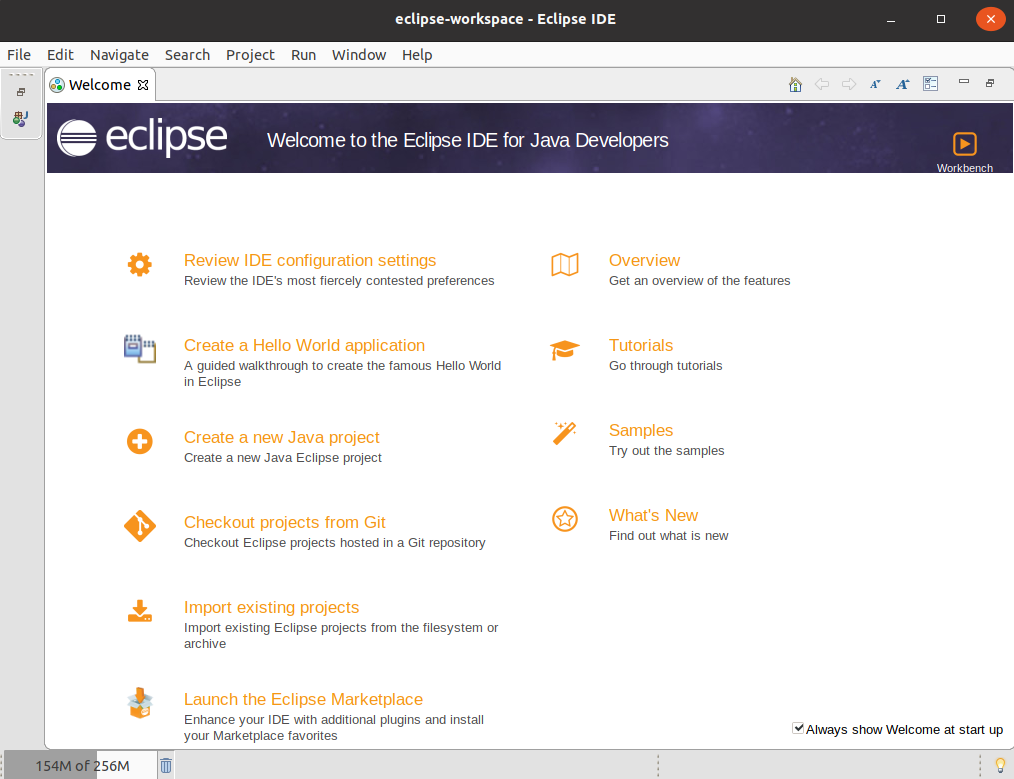 eclipse-workspace - Eclipse IDE
File Edit Navigate Search Project Run Window Help
Welcome
eclipse
Welcome to the Eclipse IDE for Java Developers
Workbench
Review IDE configuration settings
Review the IDE's most fiercely contested preferences
Create a Hello World application
A guided walkthrough to create the famous Hello World
in Eclipse
Create a new Java project
Create a new Java Eclipse project
Checkout projects from Git
Checkout Eclipse projects hosted in a Git repository
Import existing projects
Import existing Eclipse projects from the filesystem or
archive
Launch the Eclipse Marketplace
Enhance your IDE with additional plugins and install
your Marketplace favorites
Overview
Get an overview of the features
Tutorials
Go through tutorials
Samples
Try out the samples
What's New
Find out what is new
Always show Welcome at start up
154M of 256M